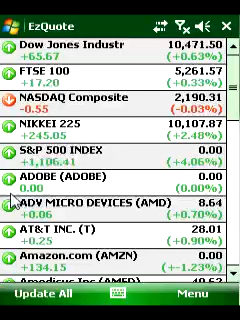 EzQuote
Dow Jones Industr 10,471.50
+65.67 (+0.63%)
FTSE 100 5,261.57
+17.20 (+0.33%)
NASDAQ Composite 2,190.31
-0.55 (-0.03%)
NIKKEI 225 10,107.87
+245.05 (+2.48%)
S&P 500 INDEX 0.00
+1,106.41 (+4.06%)
ADOBE (ADOBE) 0.00
0.00 (0.00%)
ADV MICRO DEVICES (AMD) 8.64
+0.06 (+0.70%)
AT&T INC. (T) 28.01
+0.25 (+0.90%)
Amazon.com (AMZN) 0.00
+134.15 (+-1.23%)
Update All Menu